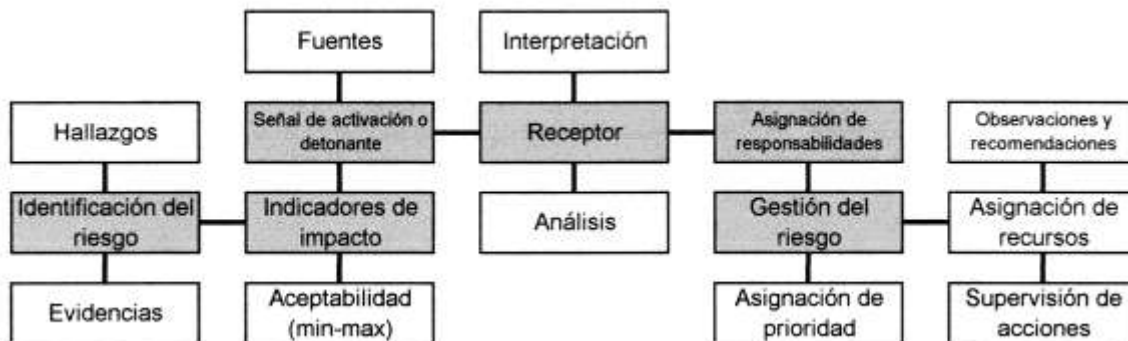 Fuentes
Interpretación
Hallazgos
Señal de activación o
detonante
Receptor
Asignación de
responsabilidades
Observaciones y
recomendaciones
Identificación del
riesgo
Indicadores de
impacto
Análisis
Gestión del
riesgo
Asignación de
recursos
Evidencias
Aceptabilidad
(min-max)
Asignación de
prioridad
Supervisión de
acciones